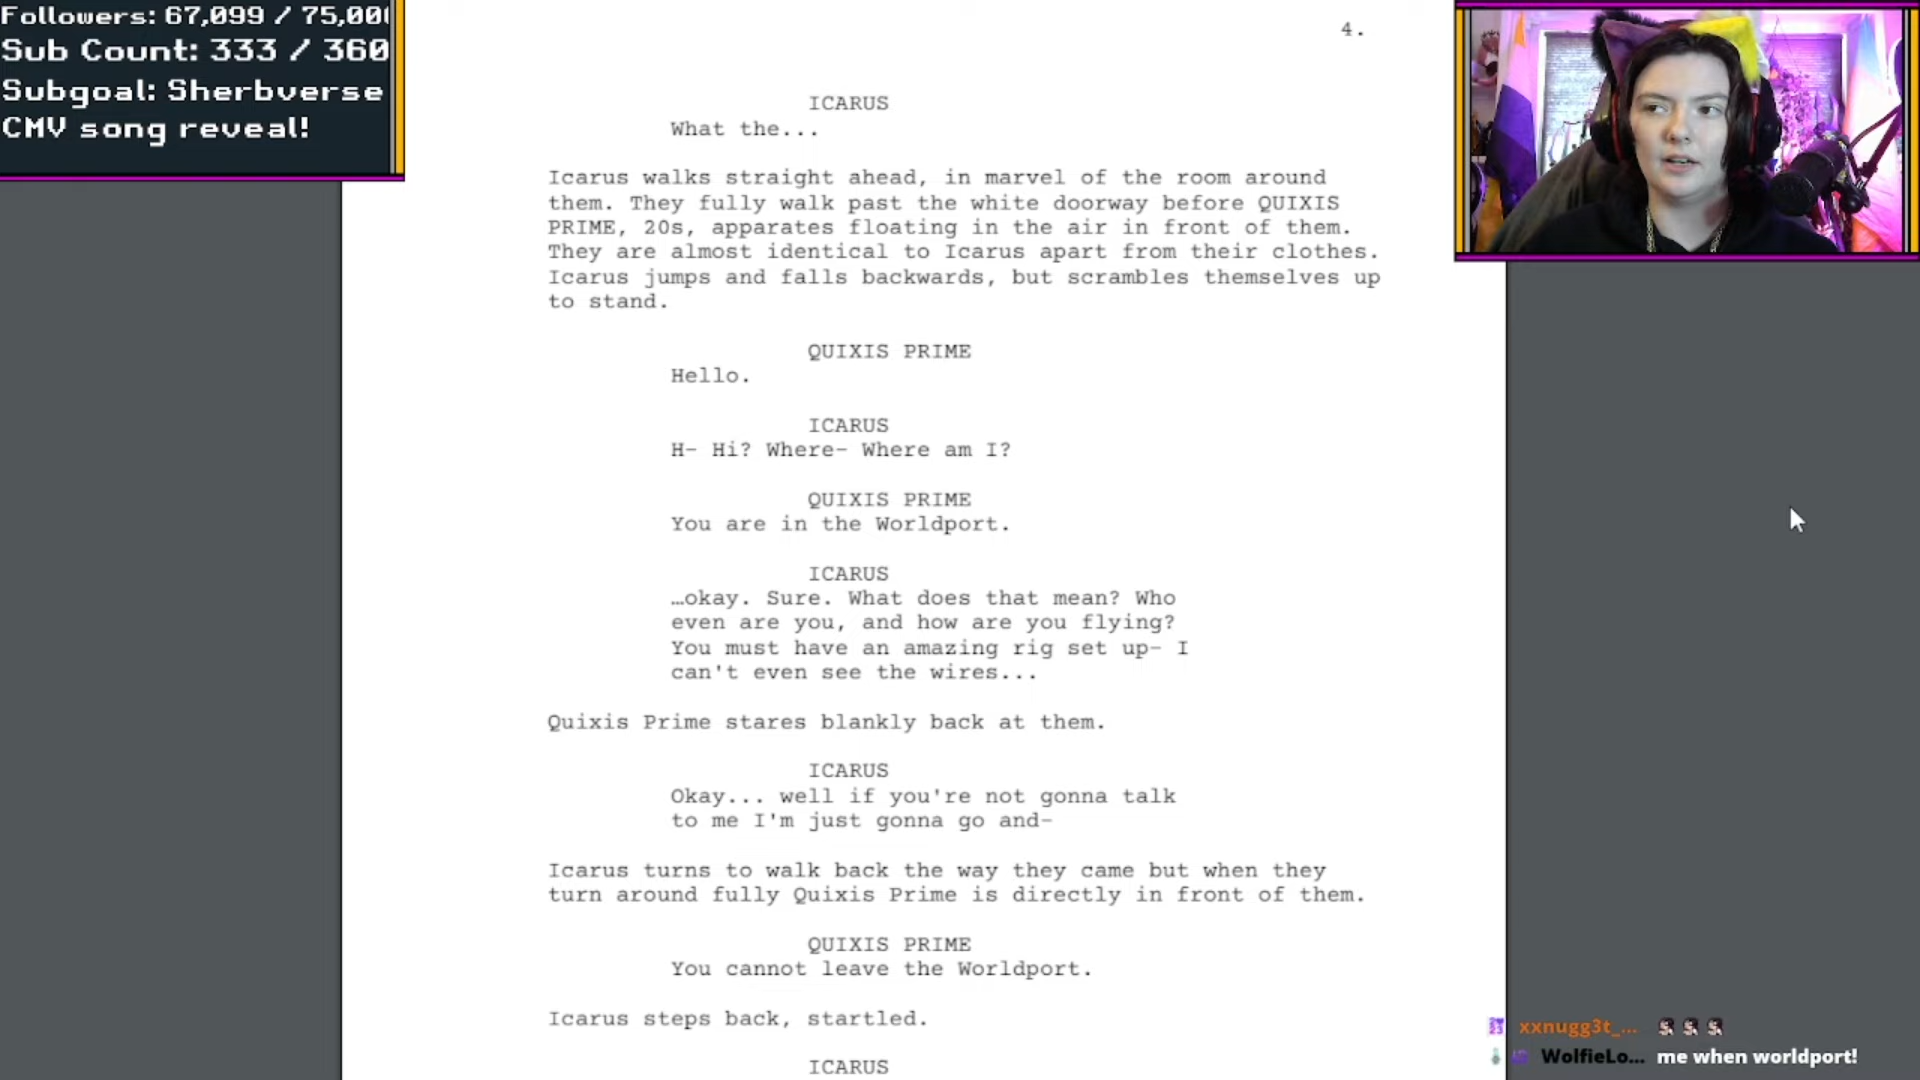 Followers: 67,099 / 75,00
Sub Count: 333 / 360
Subgoal: Sherbverse
CMV song reveal!
4.
ICARUS
What the...
Icarus walks straight ahead, in marvel of the room around
them. They fully walk past the white doorway before QUIXIS
PRIME, 20s, apparates floating in the air in front of them.
They are almost identical to Icarus apart from their clothes.
Icarus jumps and falls backwards, but scrambles themselves up
to stand.
QUIXIS PRIME
Hello.
ICARUS
H- Hi? Where- Where am I?
QUIXIS PRIME
You are in the Worldport.
ICARUS
…okay. Sure. What does that mean? Who
even are you, and how are you flying?
You must have an amazing rig set up- I
can't even see the wires...
Quixis Prime stares blankly back at them.
ICARUS
Okay... well if you're not gonna talk
to me I'm just gonna go and-
Icarus turns to walk back the way they came but when they
turn around fully Quixis Prime is directly in front of them.
QUIXIS PRIME
You cannot leave the Worldport.
Icarus steps back, startled.
ICARUS
xxnugg3t_...
WolfieLo... me when worldport!